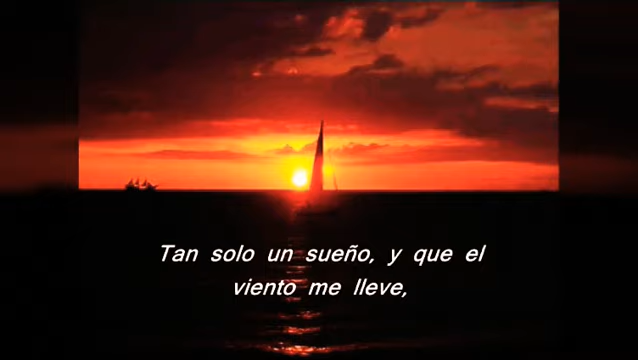 Tan solo un sueño, y que el
viento me lleve,